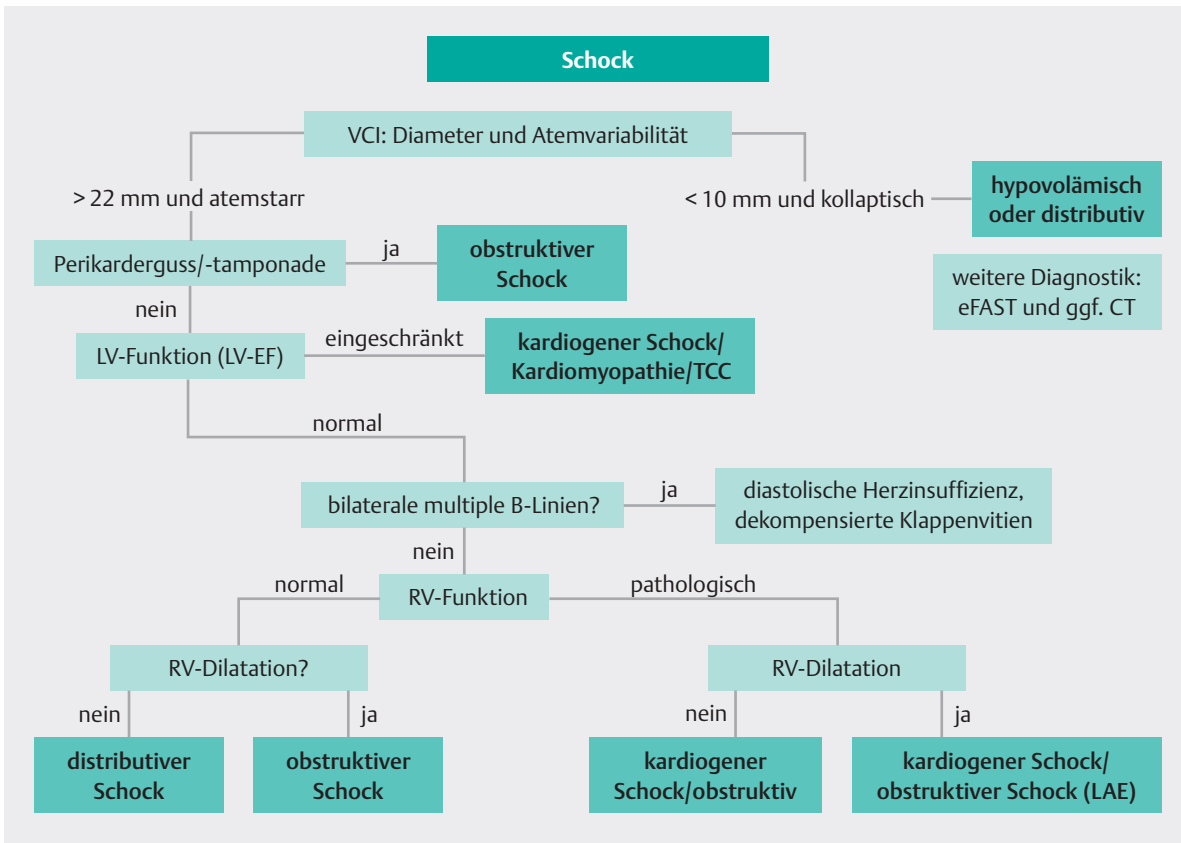 Schock
VCI: Diameter und Atemvariabilität
> 22 mm und atemstarr
< 10 mm und kollaptisch
hypovolämisch
oder distributiv
weitere Diagnostik:
eFAST und ggf. CT
Perikarderguss/-tamponade
ja
obstruktiver
Schock
nein
LV-Funktion (LV-EF)
eingeschränkt
kardiogener Schock/
Kardiomyopathie/TCC
normal
bilaterale multiple B-Linien?
ja
diastolische Herzinsuffizienz,
dekompensierte Klappenvitien
nein
RV-Funktion
normal
pathologisch
RV-Dilatation?
RV-Dilatation
nein
ja
nein
ja
distributiver
Schock
obstruktiver
Schock
kardiogener
Schock/obstruktiv
kardiogener Schock/
obstruktiver Schock (LAE)